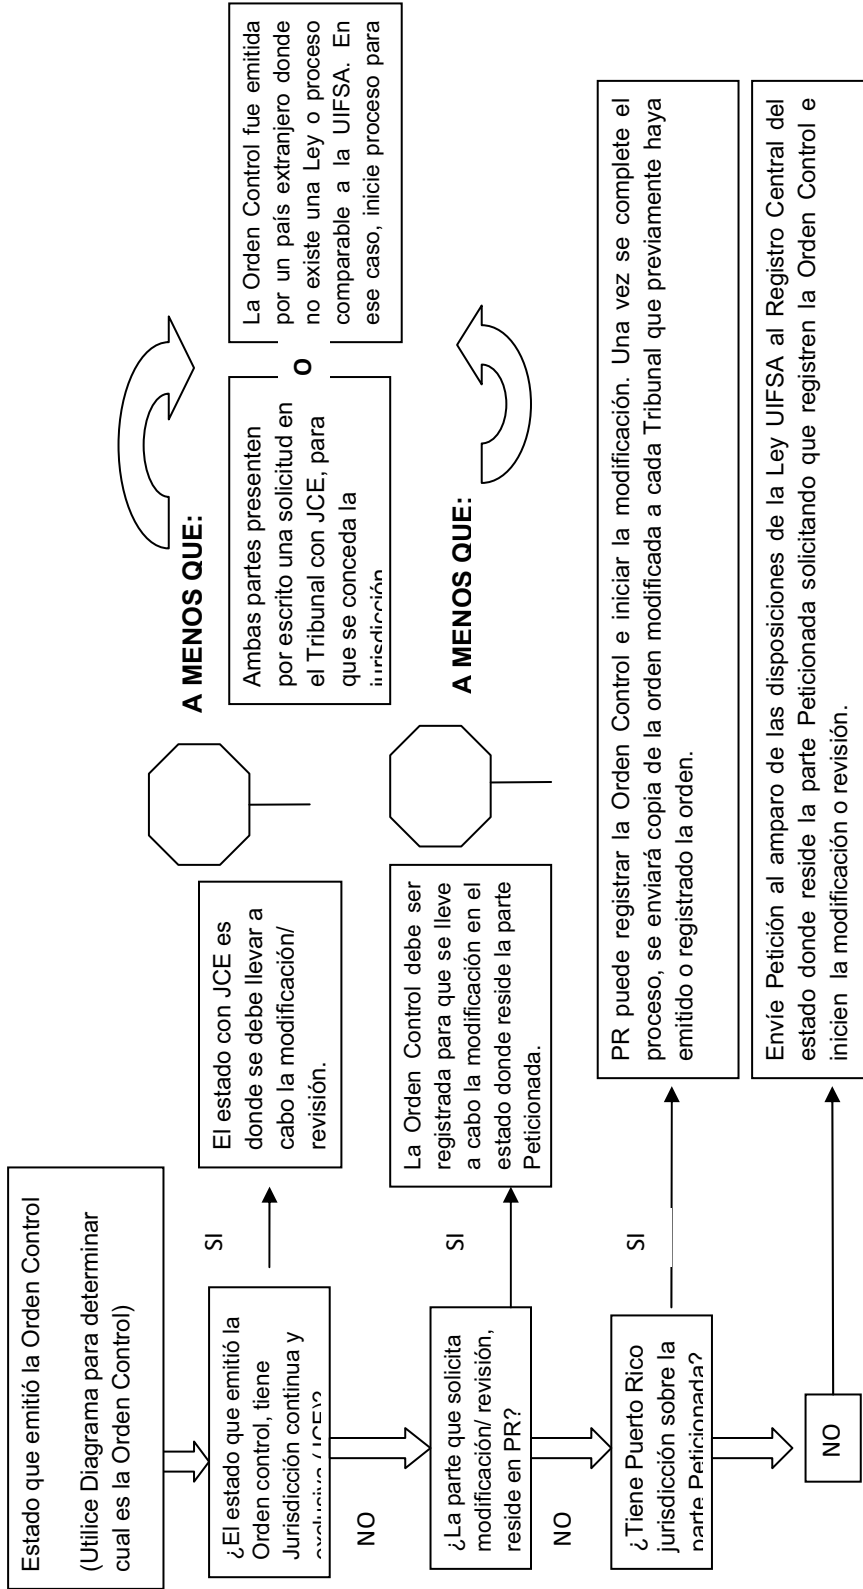 Estado que emitió la Orden Control
(Utilice Diagrama para determinar
cual es la Orden Control)
¿El estado que emitió la
Orden control, tiene
Jurisdicción continua y
exclusiva (JCE)?
SI
El estado con JCE es
donde se debe llevar a
cabo la modificación/
revisión.
A MENOS QUE:
Ambas partes presenten
por escrito una solicitud en
el Tribunal con JCE, para
que se conceda la
jurisdicción
O
La Orden Control fue emitida
por un país extranjero donde
no existe una Ley o proceso
comparable a la UIFSA. En
ese caso, inicie proceso para
NO
¿La parte que solicita
modificación/ revisión,
reside en PR?
SI
La Orden Control debe ser
registrada para que se lleve
a cabo la modificación en el
estado donde reside la parte
Peticionada.
A MENOS QUE:
NO
¿Tiene Puerto Rico
jurisdicción sobre la
parte Peticionada?
SI
PR puede registrar la Orden Control e iniciar la modificación. Una vez se complete el
proceso, se enviará copia de la orden modificada a cada Tribunal que previamente haya
emitido o registrado la orden.
NO
Envíe Petición al amparo de las disposiciones de la Ley UIFSA al Registro Central del
estado donde reside la parte Peticionada solicitando que registren la Orden Control e
inicien la modificación o revisión.